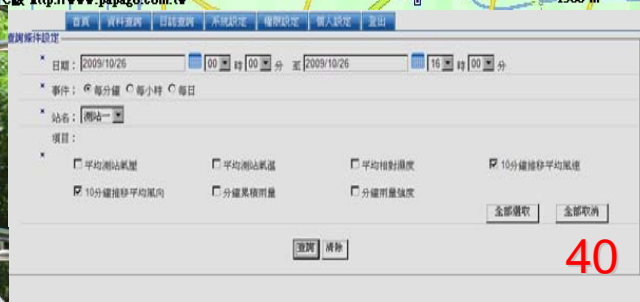 http://www.papago.com.tw
1900 m
首頁 資料查詢 日誌查詢 系統設定 權限設定 個人設定 登出
查詢條件設定
* 日期: 2009/10/26 00 時 00 分 至 2009/10/26 16 時 00 分
* 事件: 每分鐘 每小時 每日
* 站名: 測站一
項目:
* 平均測站氣壓 平均測站氣溫 平均相對濕度 10分鐘推移平均風速
10分鐘推移平均風向 分鐘累積雨量 分鐘雨量強度
全部選取 全部取消
查詢 清除
40